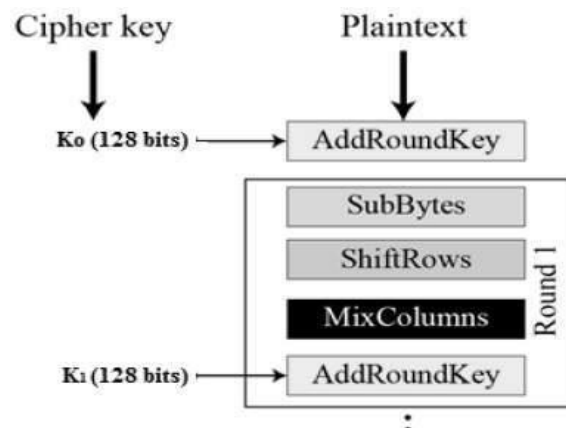 Cipher key
Plaintext
K0 (128 bits)
AddRoundKey
SubBytes
ShiftRows
MixColumns
Round 1
K1 (128 bits)
AddRoundKey